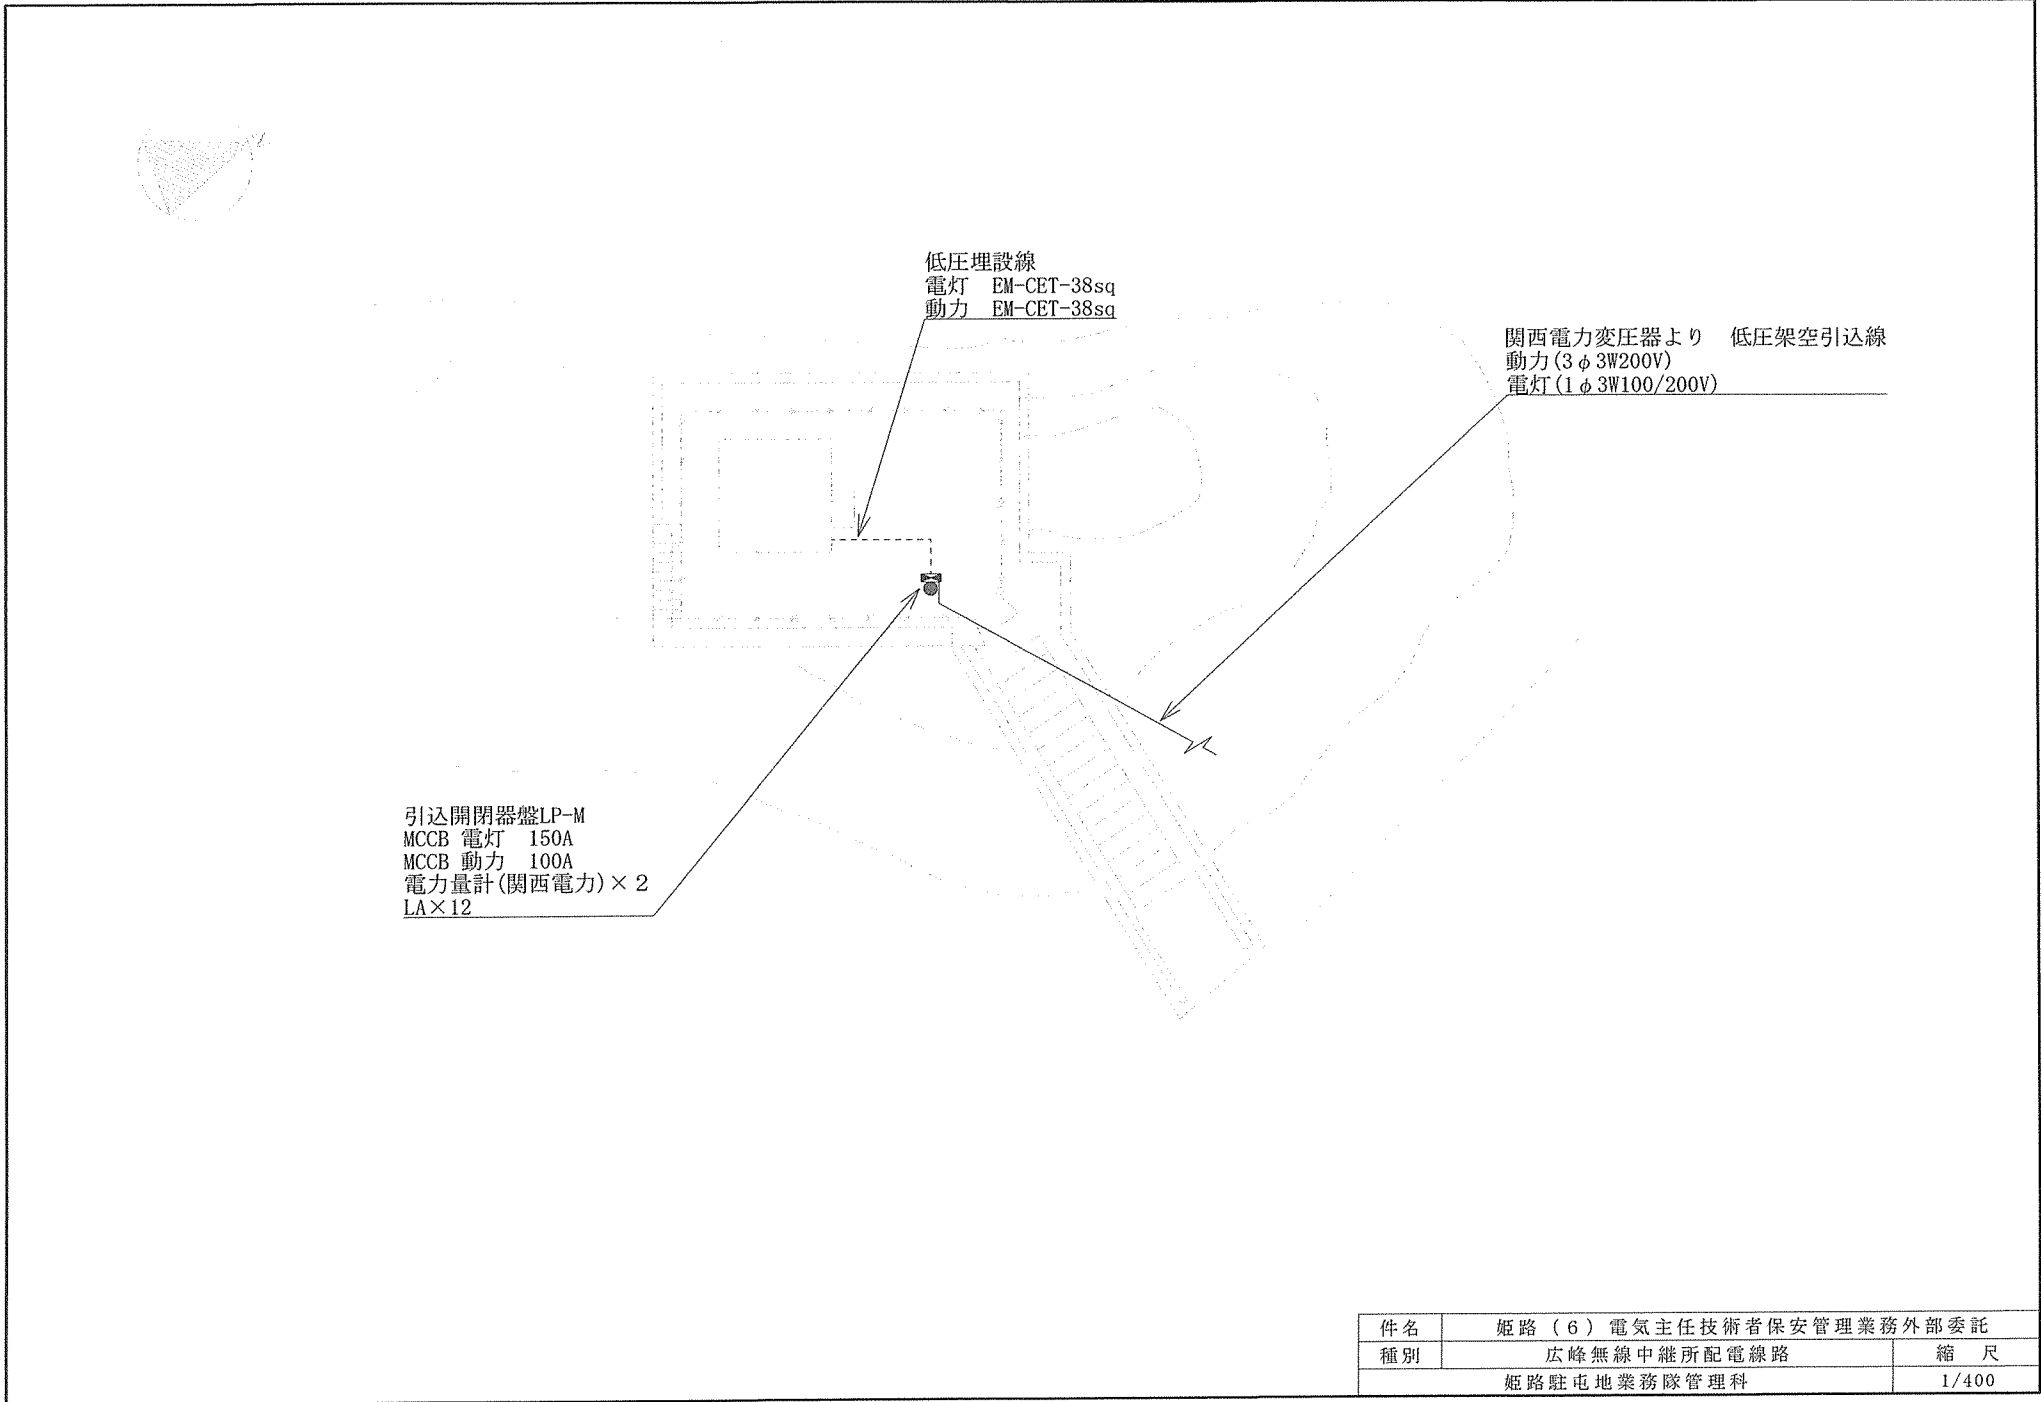 低圧埋設線
電灯　EM-CET-38sq
動力　EM-CET-38sq
関西電力変圧器より　低圧架空引込線
動力(3φ3W200V)
電灯(1φ3W100/200V)
引込開閉器盤LP-M
MCCB 電灯　150A
MCCB 動力　100A
電力量計(関西電力)×2
LA×12
件名　姫路（6）電気主任技術者保安管理業務外部委託
種別　広峰無線中継所配電線路　縮　尺
姫路駐屯地業務隊管理科　1/400